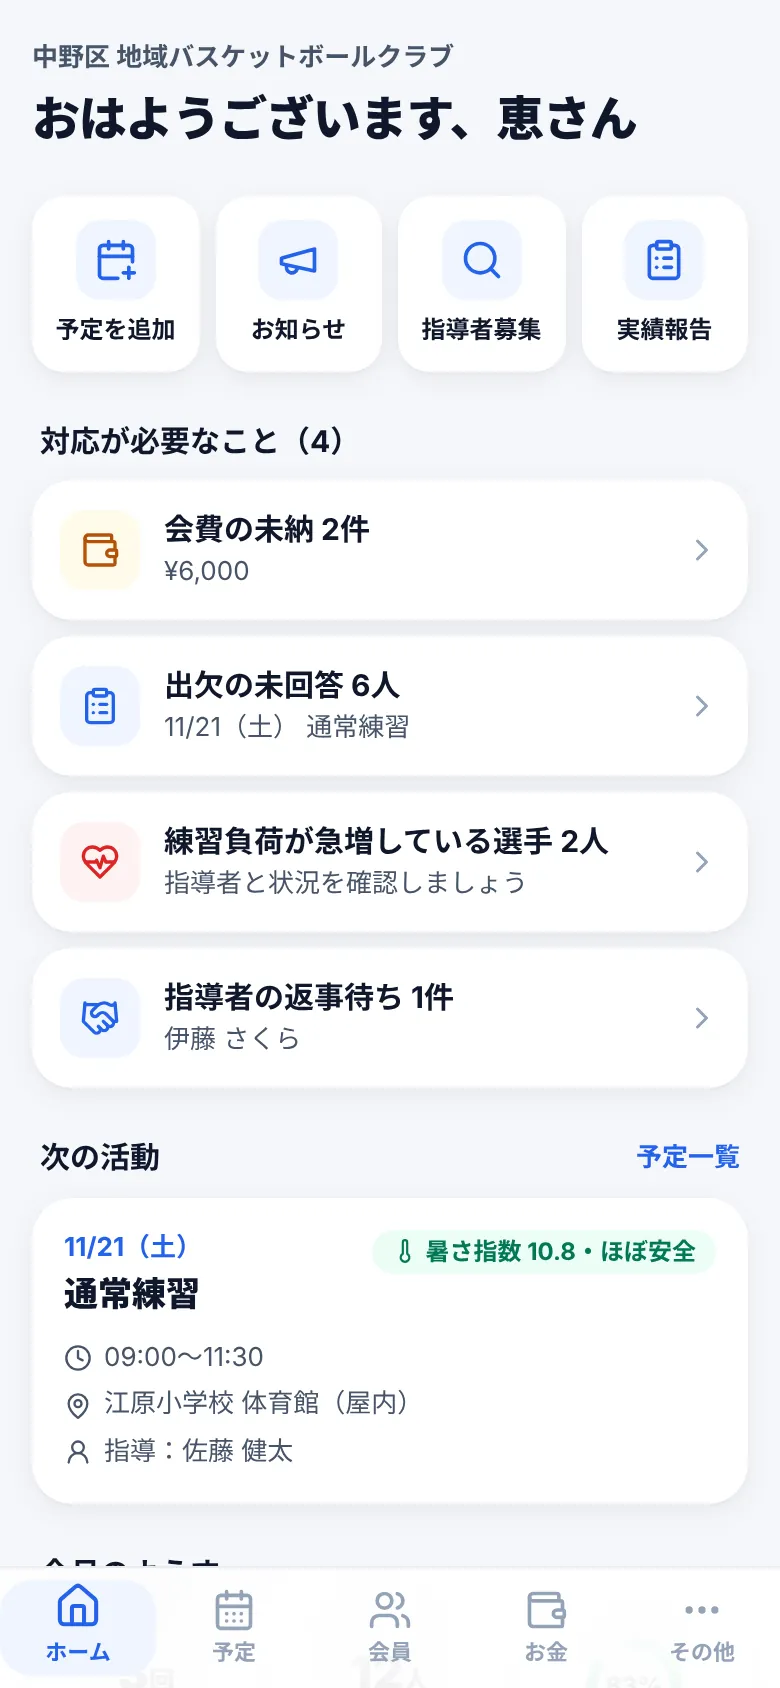 中野区 地域バスケットボールクラブ
おはようございます、恵さん
予定を追加
お知らせ
指導者募集
実績報告
対応が必要なこと（4）
会費の未納 2件
¥6,000
出欠の未回答 6人
11/21（土） 通常練習
練習負荷が急増している選手 2人
指導者と状況を確認しましょう
指導者の返事待ち 1件
伊藤 さくら
次の活動
予定一覧
11/21（土）
暑さ指数 10.8・ほぼ安全
通常練習
09:00〜11:30
江原小学校 体育館（屋内）
指導：佐藤 健太
ホーム
予定
会員
お金
その他
3回
12人
83%